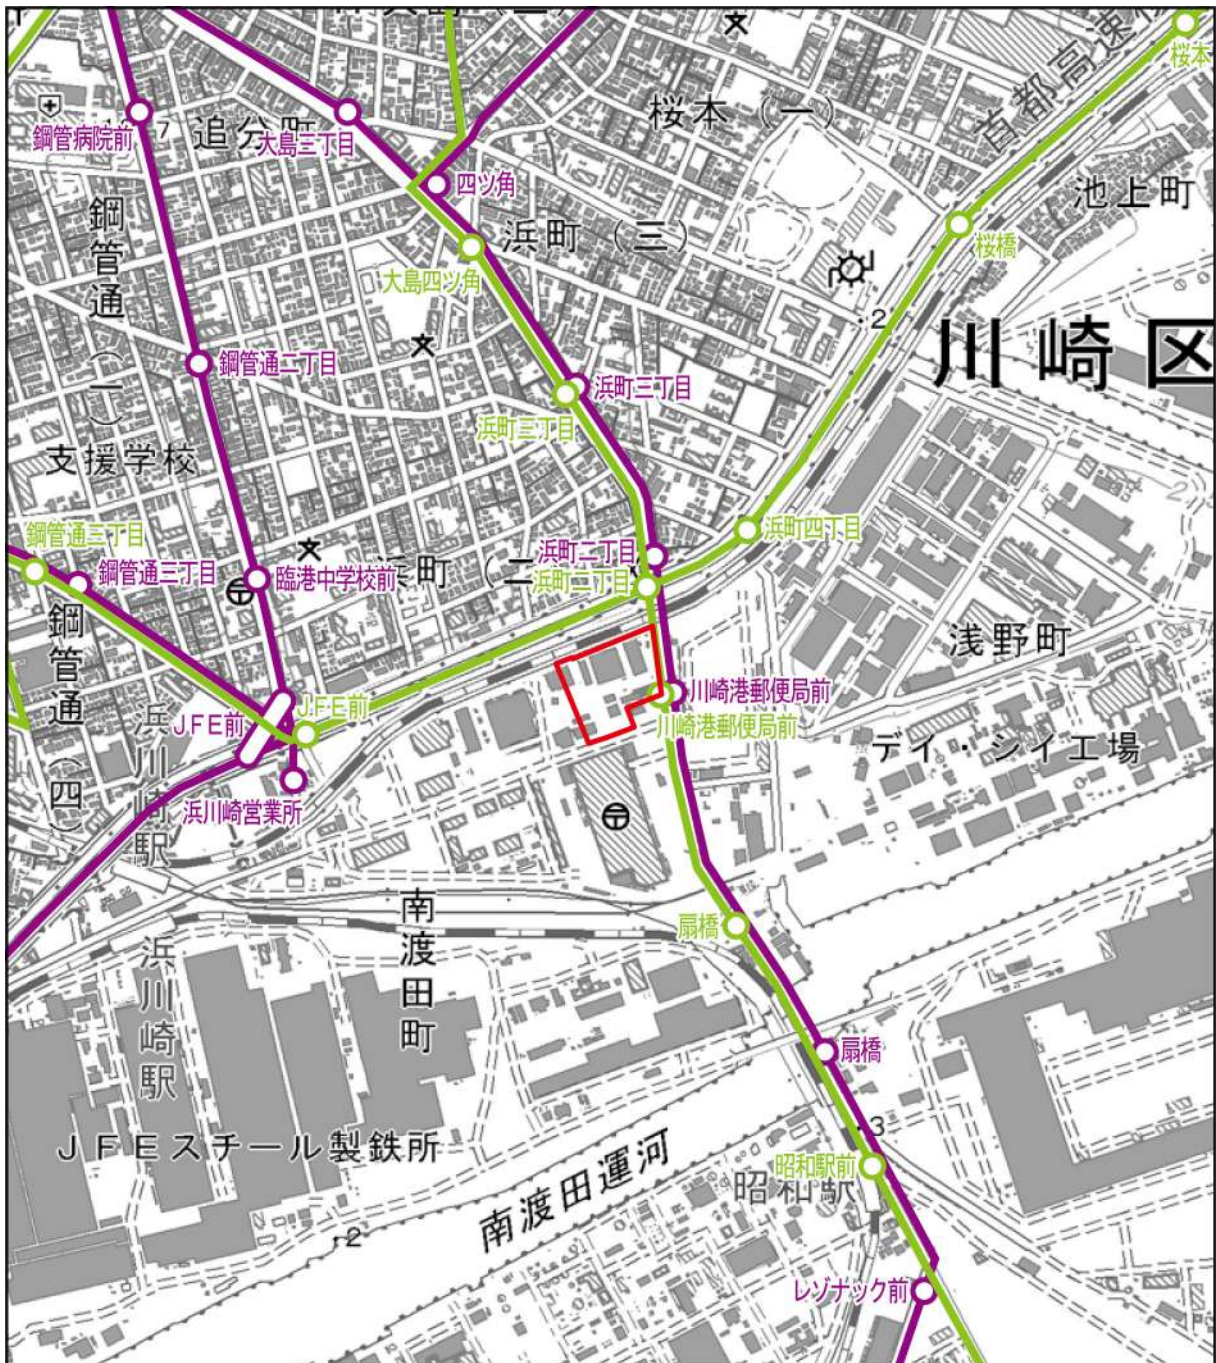 桜本
首都高速
桜本（一）
追分町
鋼管病院前
大島三丁目
四ツ角
池上町
鋼管通（一）
浜町（三）
桜橋
大島四ツ角
2
川崎区
鋼管通二丁目
浜町三丁目
浜町三丁目
支援学校
2
鋼管通三丁目
鋼管通三丁目
臨港中学校前
浜町二丁目
浜町四丁目
浜町二丁目
鋼管通（四）
浅野町
川崎港郵便局前
川崎港郵便局前
JFE前
JFE前
浜川崎駅
デイ・シイ工場
浜川崎営業所
南渡田町
扇橋
浜川崎駅
扇橋
JFEスチール製鉄所
3
昭和駅前
昭和駅
南渡田運河
2
レゾナック前